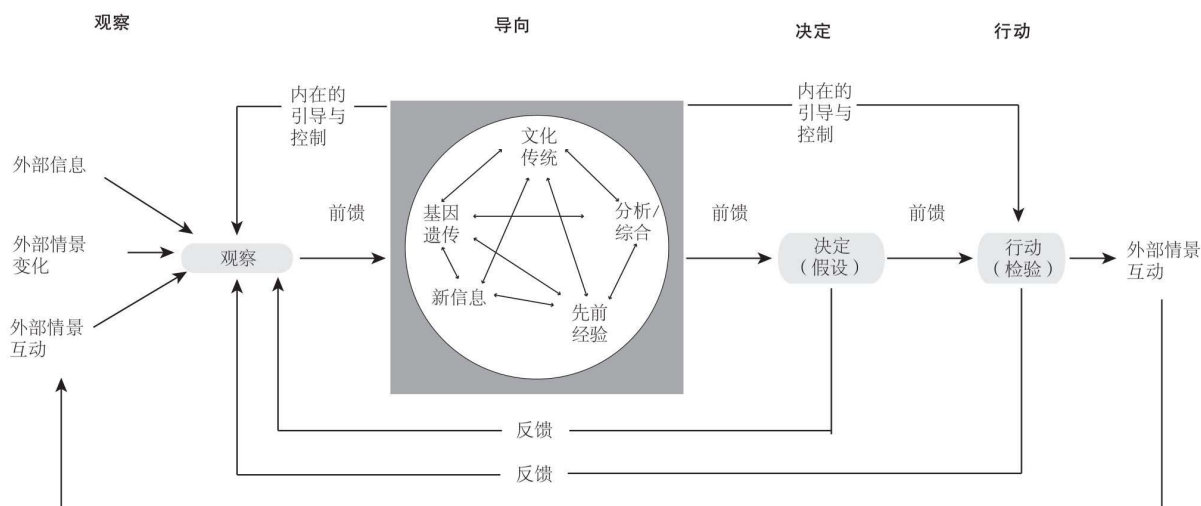 观察
导向
决定
行动
内在的
引导与
控制
内在的
引导与
控制
文化
传统
外部信息
基因
遗传
分析/
综合
前馈
前馈
前馈
外部情景
变化
观察
决定
（假设）
行动
（检验）
外部情景
互动
新信息
先前
经验
外部情景
互动
反馈
反馈